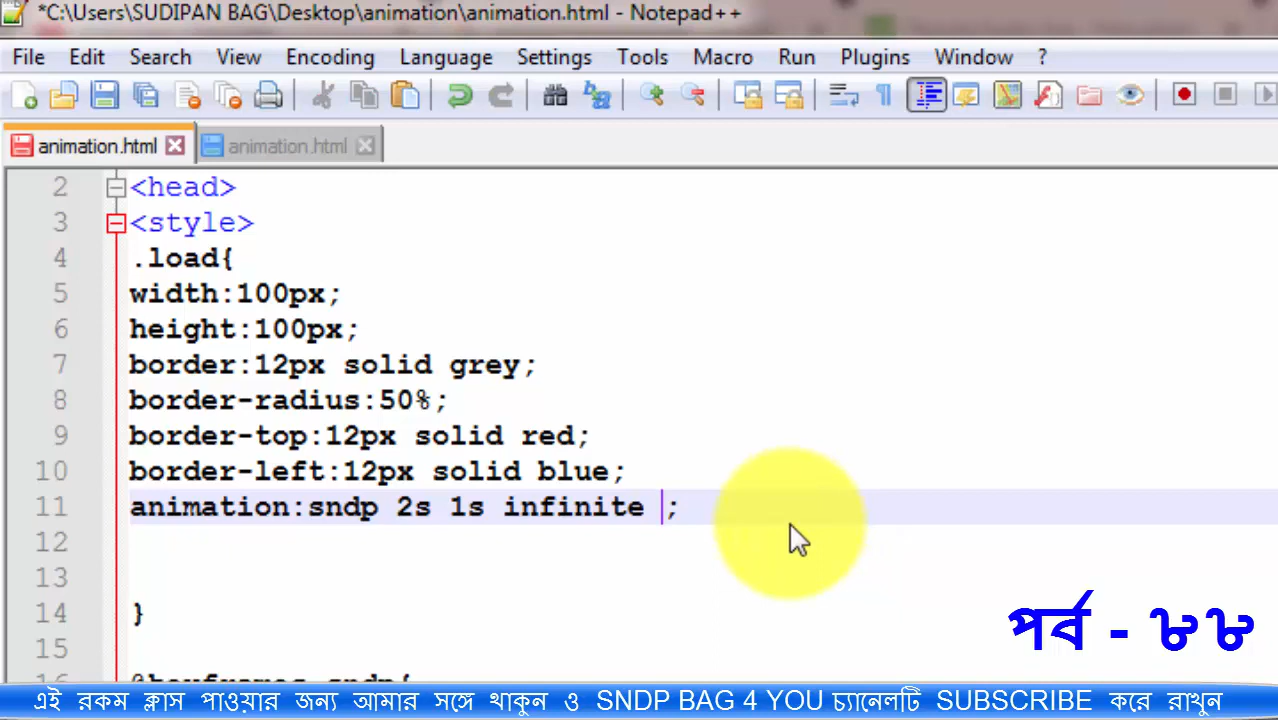 *C:\Users\SUDIPAN BAG\Desktop\animation\animation.html - Notepad++
File Edit Search View Encoding Language Settings Tools Macro Run Plugins Window ?
animation.html animation.html
2 <head>
3 <style>
4 .load{
5 width:100px;
6 height:100px;
7 border:12px solid grey;
8 border-radius:50%;
9 border-top:12px solid red;
10 border-left:12px solid blue;
11 animation:sndp 2s 1s infinite ;
12
13
14 }
15
16 @keyframes sndp{
পর্ব - ৮৮
এই রকম ক্লাস পাওয়ার জন্য আমার সঙ্গে থাকুন ও SNDP BAG 4 YOU চ্যানেলটি SUBSCRIBE করে রাখুন